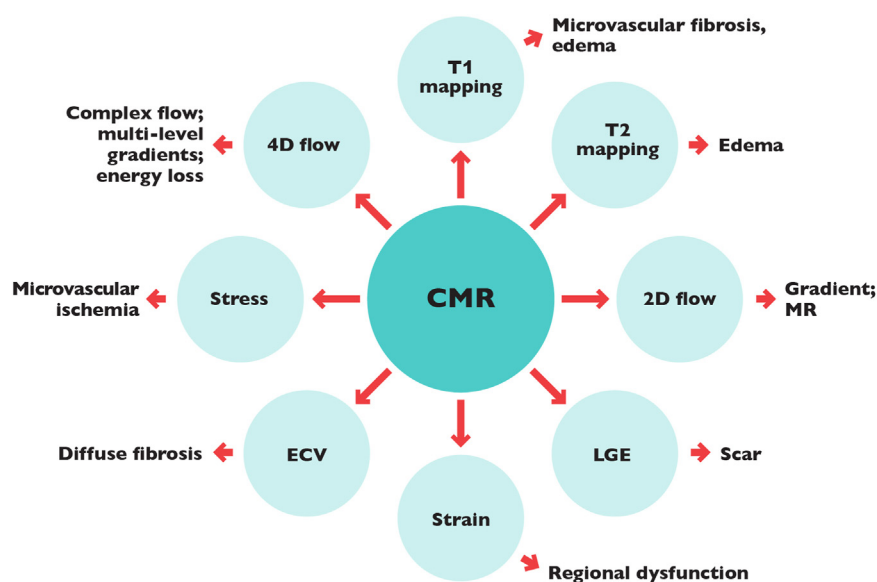 Microvascular fibrosis,
edema
T1
mapping
Complex flow;
multi-level
gradients;
energy loss
4D flow
T2
mapping
Edema
Microvascular
ischemia
Stress
CMR
2D flow
Gradient;
MR
Diffuse fibrosis
ECV
LGE
Scar
Strain
Regional dysfunction